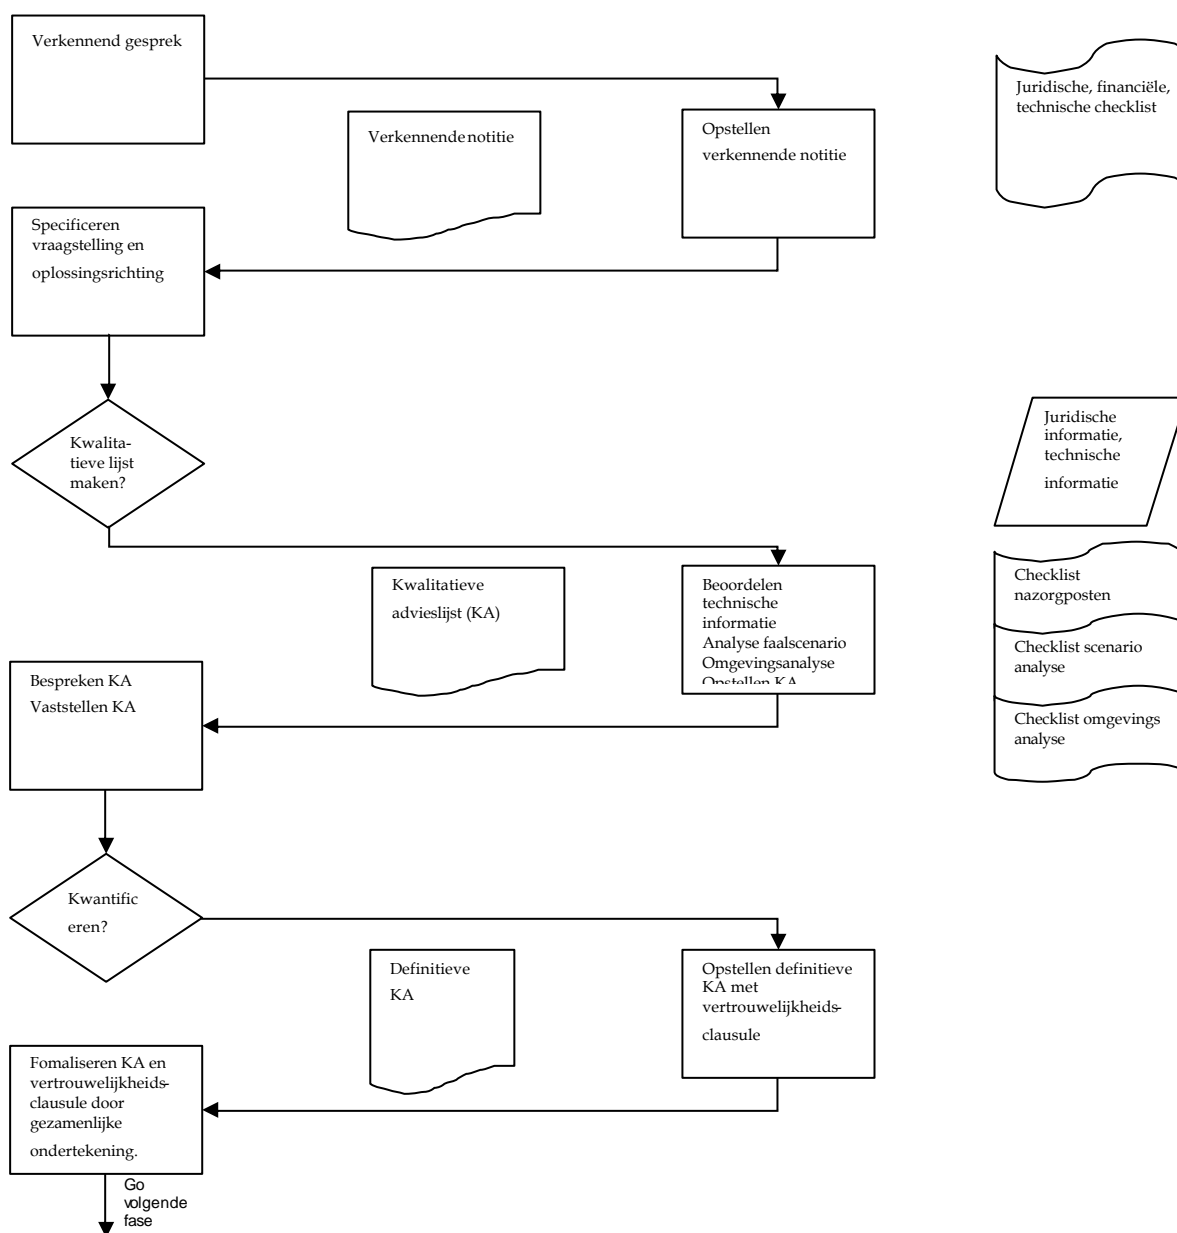 Verkennend gesprek
Juridische, financiële,
technische checklist
Verkennende notitie
Opstellen
verkennende notitie
Specificeren
vraagstelling en
oplossingsrichting
Kwalita-
tieve lijst
maken?
Juridische
informatie,
technische
informatie
Kwalitatieve
advieslijst (KA)
Beoordelen
technische
informatie
Analyse faalscenario
Omgevingsanalyse
Opstellen KA
Checklist
nazorgposten
Checklist scenario
analyse
Checklist omgevings
analyse
Bespreken KA
Vaststellen KA
Kwantific
eren?
Definitieve
KA
Opstellen definitieve
KA met
vertrouwelijkheids-
clausule
Fomaliseren KA en
vertrouwelijkheids-
clausule door
gezamenlijke
ondertekening.
Go
volgende
fase